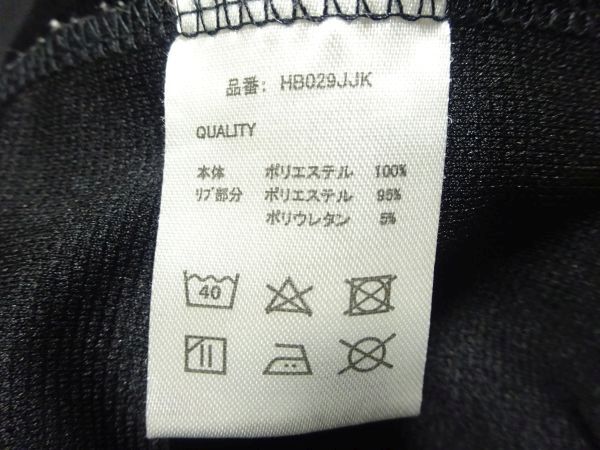 品番: HB029JJK
QUALITY
本体 ポリエステル 100%
リブ部分 ポリエステル 95%
ポリウレタン 5%
40